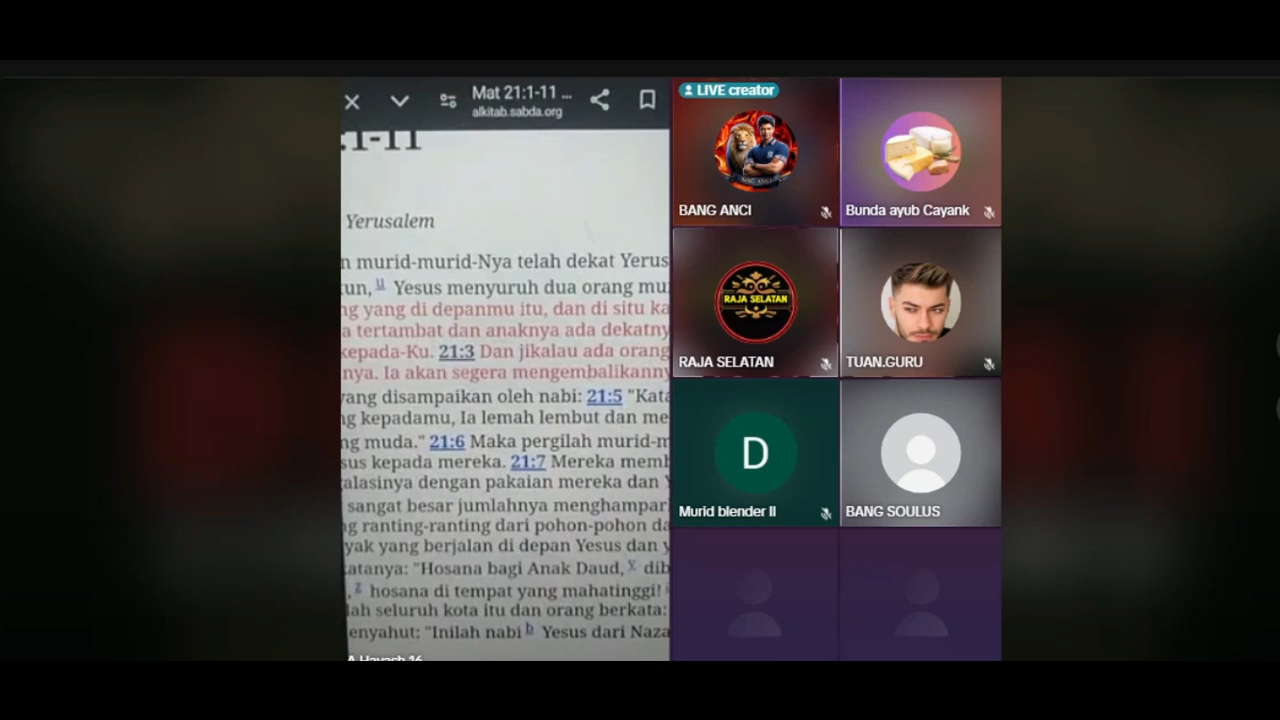 Mat 21:1-11 ...
alkitab.sabda.org
:1-11
Yerusalem
n murid-murid-Nya telah dekat Yerus
un, u Yesus menyuruh dua orang mu
ng yang di depanmu itu, dan di situ ka
a tertambat dan anaknya ada dekatny
kepada-Ku. 21:3 Dan jikalau ada orang
nya. Ia akan segera mengembalikanny
yang disampaikan oleh nabi: 21:5 "Kata
ng kepadamu, Ia lemah lembut dan me
ng muda." 21:6 Maka pergilah murid-m
sus kepada mereka. 21:7 Mereka memb
alasinya dengan pakaian mereka dan Y
sangat besar jumlahnya menghampar
ng ranting-ranting dari pohon-pohon da
yak yang berjalan di depan Yesus dan y
atanya: "Hosana bagi Anak Daud, y dib
, z hosana di tempat yang mahatinggi!
lah seluruh kota itu dan orang berkata:
enyahut: "Inilah nabi b Yesus dari Naza
LIVE creator
BANG ANCI
Bunda ayub Cayank
RAJA SELATAN
RAJA SELATAN
TUAN.GURU
D
Murid blender II
BANG SOULUS